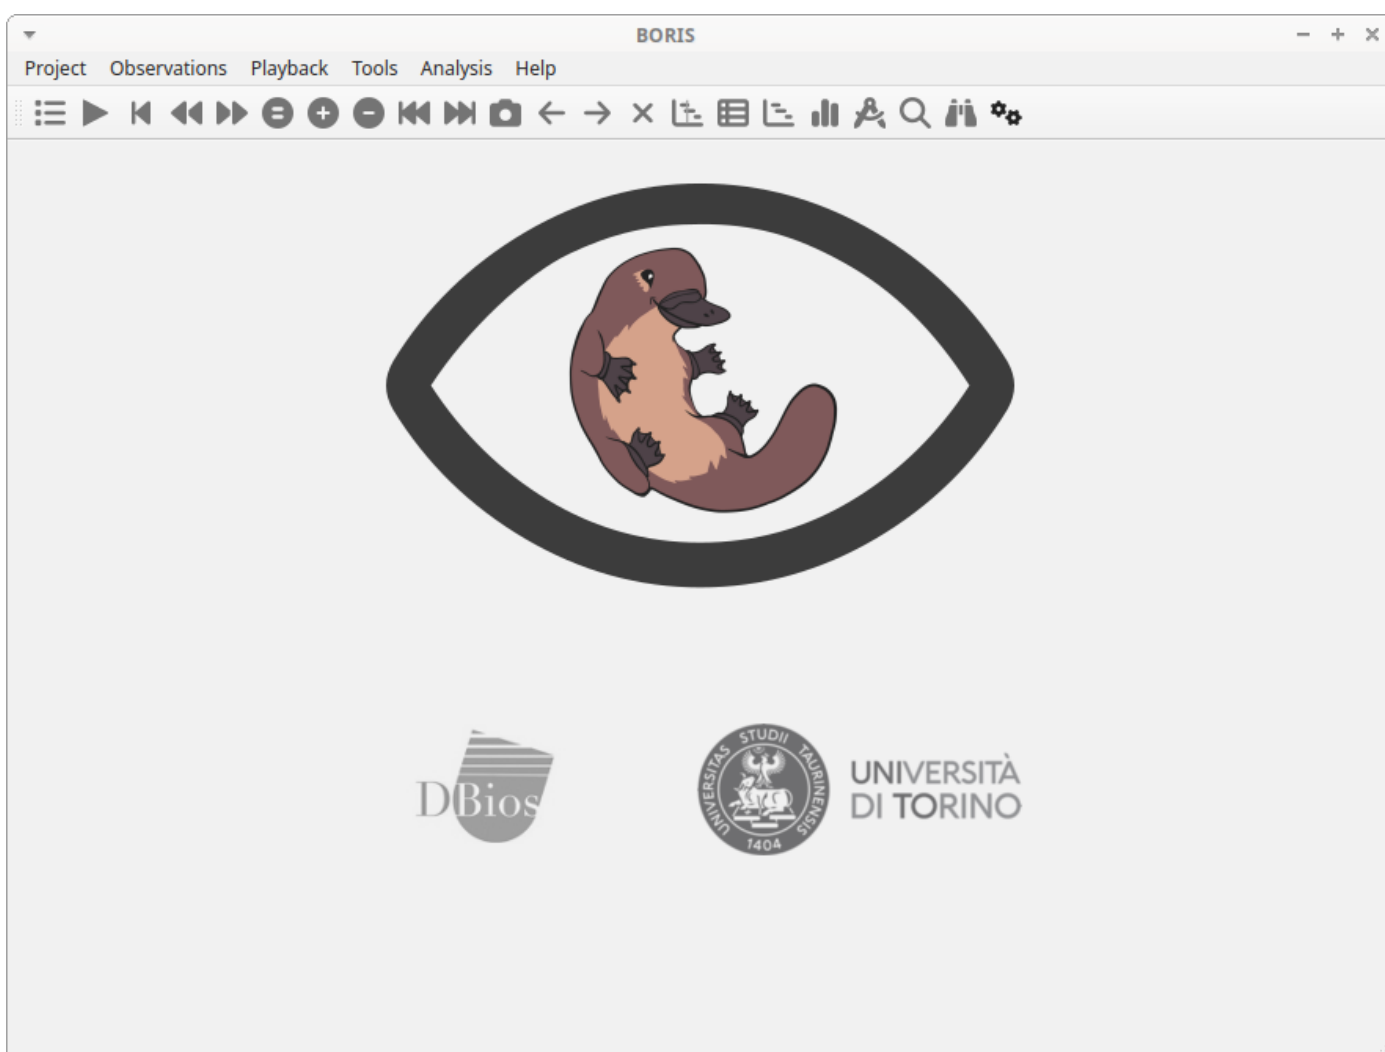 BORIS
Project Observations Playback Tools Analysis Help
DBios
UNIVERSITAS STUDII TAURINENSIS
1404
UNIVERSITÀ
DI TORINO